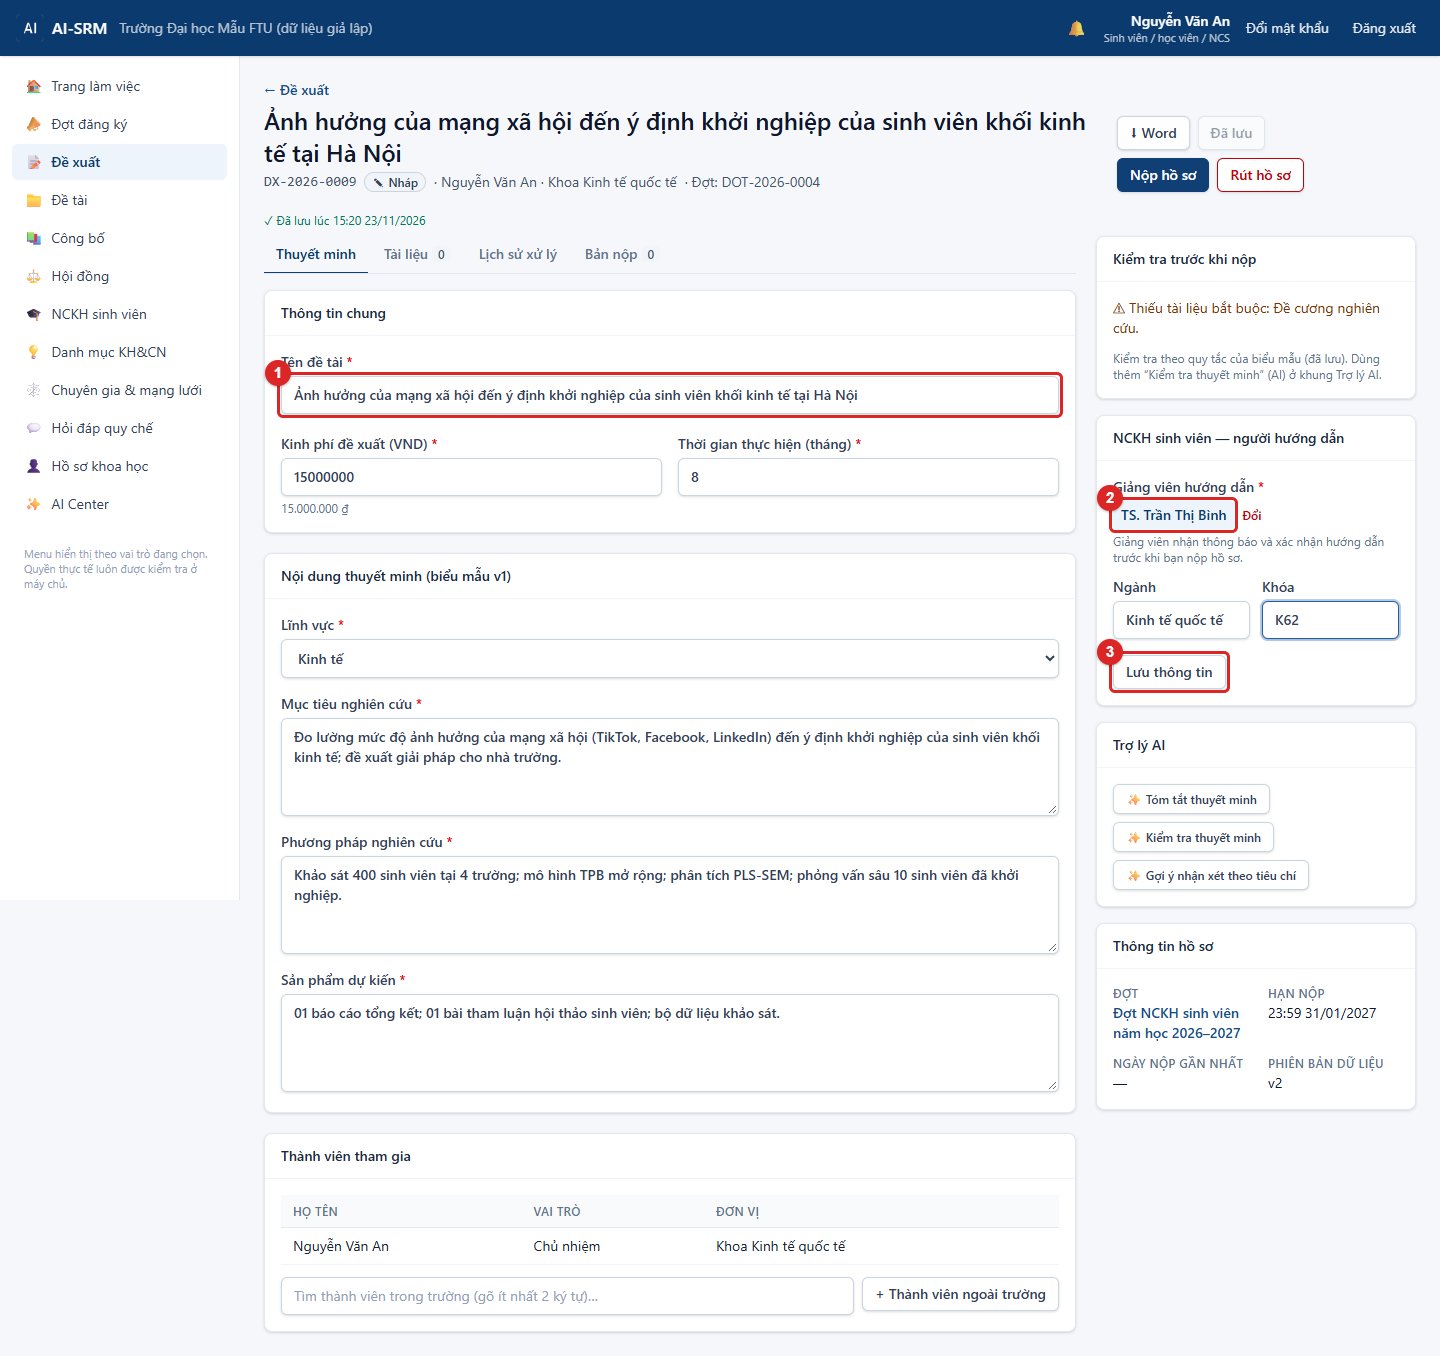 AI AI-SRM Trường Đại học Mẫu FTU (dữ liệu giả lập)
Nguyễn Văn An
Sinh viên / học viên / NCS
Đổi mật khẩu
Đăng xuất
Trang làm việc
Đợt đăng ký
Đề xuất
Đề tài
Công bố
Hội đồng
NCKH sinh viên
Danh mục KH&CN
Chuyên gia & mạng lưới
Hỏi đáp quy chế
Hồ sơ khoa học
AI Center
Menu hiển thị theo vai trò đang chọn.
Quyền thực tế luôn được kiểm tra ở
máy chủ.
← Đề xuất
Ảnh hưởng của mạng xã hội đến ý định khởi nghiệp của sinh viên khối kinh
tế tại Hà Nội
DX-2026-0009 Nháp · Nguyễn Văn An · Khoa Kinh tế quốc tế · Đợt: DOT-2026-0004
⭳ Word
Đã lưu
Nộp hồ sơ
Rút hồ sơ
✓ Đã lưu lúc 15:20 23/11/2026
Thuyết minh
Tài liệu 0
Lịch sử xử lý
Bản nộp 0
Thông tin chung
Tên đề tài *
1
Ảnh hưởng của mạng xã hội đến ý định khởi nghiệp của sinh viên khối kinh tế tại Hà Nội
Kinh phí đề xuất (VND) *
Thời gian thực hiện (tháng) *
15000000
8
15.000.000 ₫
Nội dung thuyết minh (biểu mẫu v1)
Lĩnh vực *
Kinh tế
Mục tiêu nghiên cứu *
Đo lường mức độ ảnh hưởng của mạng xã hội (TikTok, Facebook, LinkedIn) đến ý định khởi nghiệp của sinh viên khối
kinh tế; đề xuất giải pháp cho nhà trường.
Phương pháp nghiên cứu *
Khảo sát 400 sinh viên tại 4 trường; mô hình TPB mở rộng; phân tích PLS-SEM; phỏng vấn sâu 10 sinh viên đã khởi
nghiệp.
Sản phẩm dự kiến *
01 báo cáo tổng kết; 01 bài tham luận hội thảo sinh viên; bộ dữ liệu khảo sát.
Thành viên tham gia
HỌ TÊN VAI TRÒ ĐƠN VỊ
Nguyễn Văn An Chủ nhiệm Khoa Kinh tế quốc tế
Tìm thành viên trong trường (gõ ít nhất 2 ký tự)...
+ Thành viên ngoài trường
Kiểm tra trước khi nộp
⚠ Thiếu tài liệu bắt buộc: Đề cương nghiên
cứu.
Kiểm tra theo quy tắc của biểu mẫu (đã lưu). Dùng
thêm “Kiểm tra thuyết minh” (AI) ở khung Trợ lý AI.
NCKH sinh viên — người hướng dẫn
Giảng viên hướng dẫn *
2
TS. Trần Thị Bình Đổi
Giảng viên nhận thông báo và xác nhận hướng dẫn
trước khi bạn nộp hồ sơ.
Ngành
Khóa
Kinh tế quốc tế
K62
3
Lưu thông tin
Trợ lý AI
Tóm tắt thuyết minh
Kiểm tra thuyết minh
Gợi ý nhận xét theo tiêu chí
Thông tin hồ sơ
ĐỢT
Đợt NCKH sinh viên
năm học 2026–2027
HẠN NỘP
23:59 31/01/2027
NGÀY NỘP GẦN NHẤT
—
PHIÊN BẢN DỮ LIỆU
v2